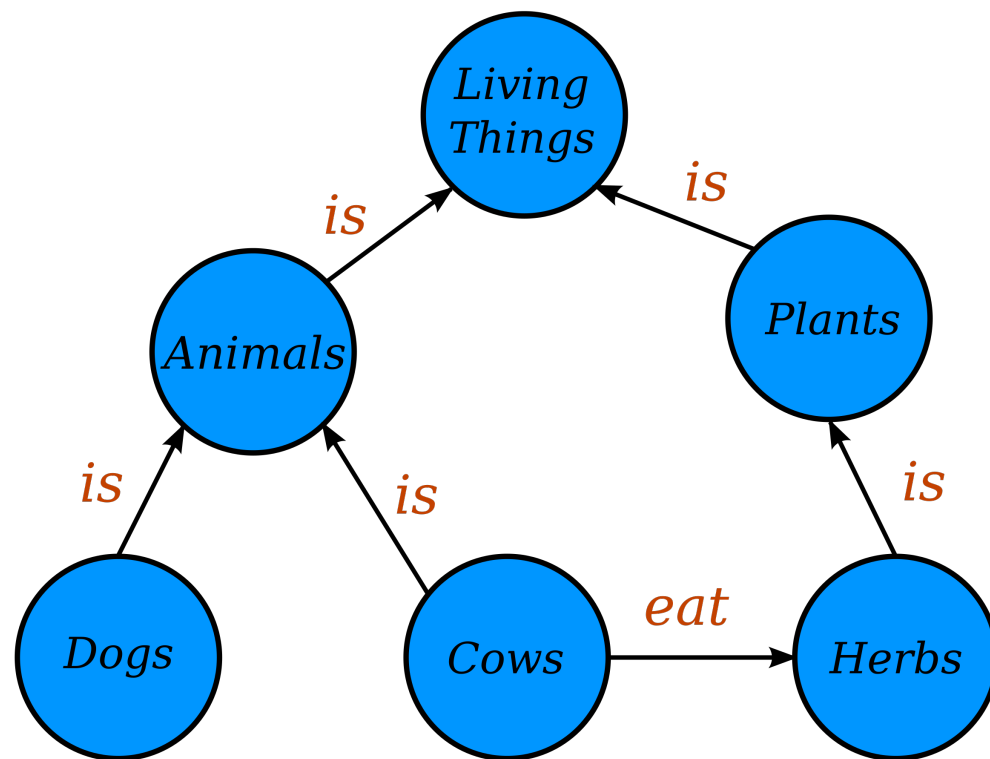 Living
Things
is
is
Animals
Plants
is
is
is
Dogs
Cows
eat
Herbs